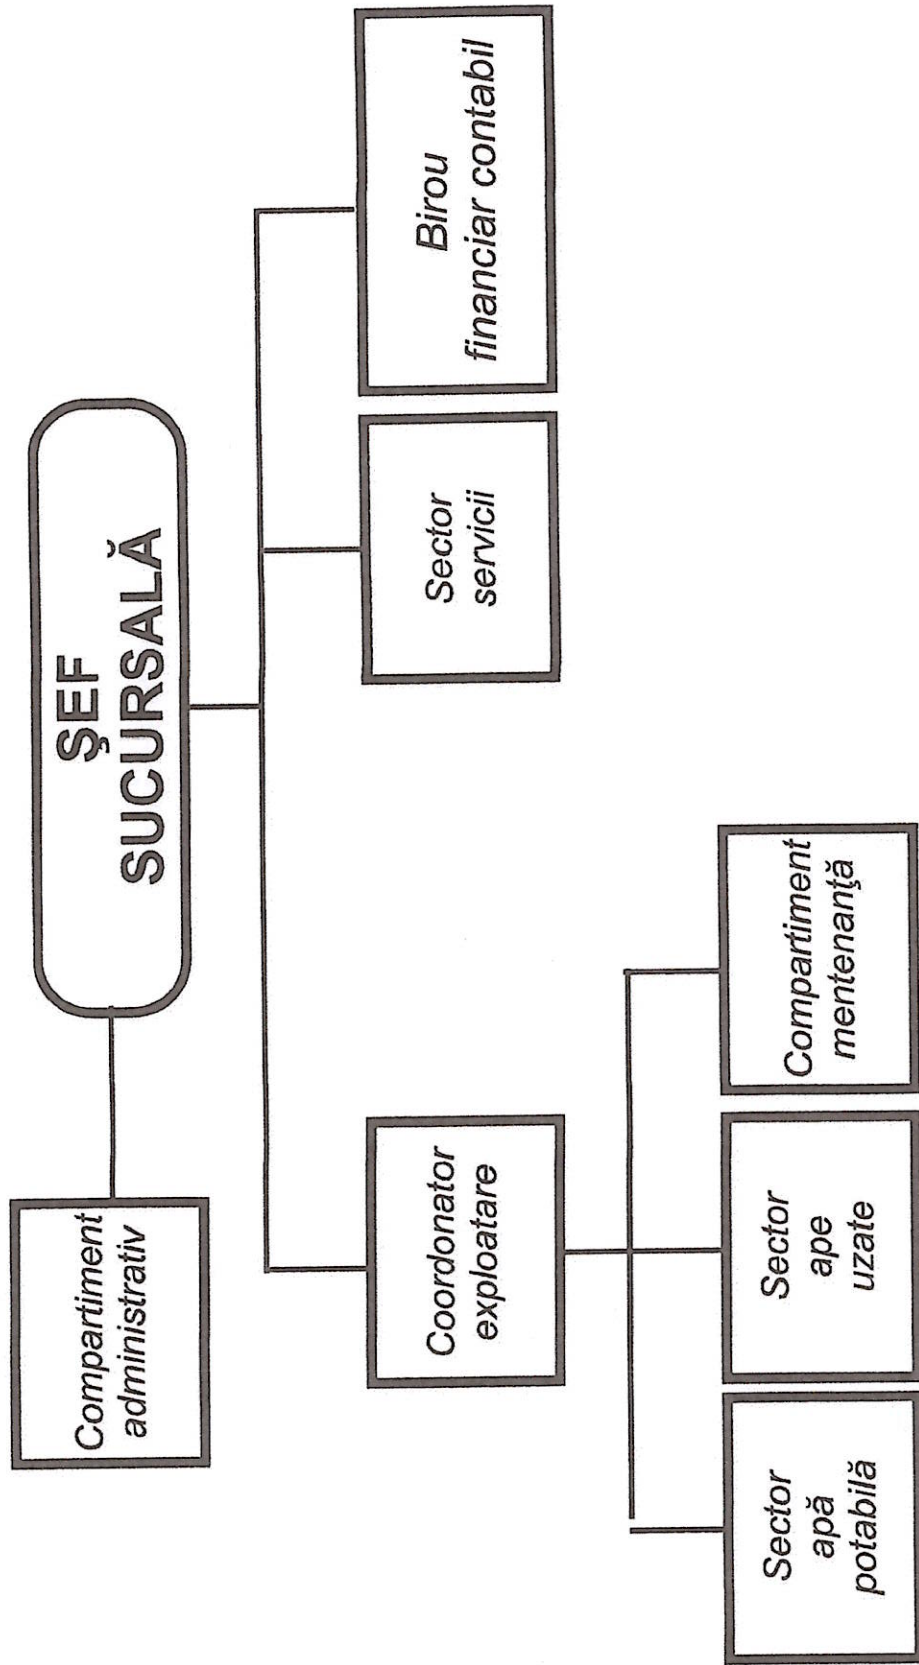 ŞEF
SUCURSALĂ
Compartiment
administrativ
Coordonator
exploatare
Sector
servicii
Birou
financiar contabil
Sector
apă
potabilă
Sector
ape
uzate
Compartiment
mentenanţă